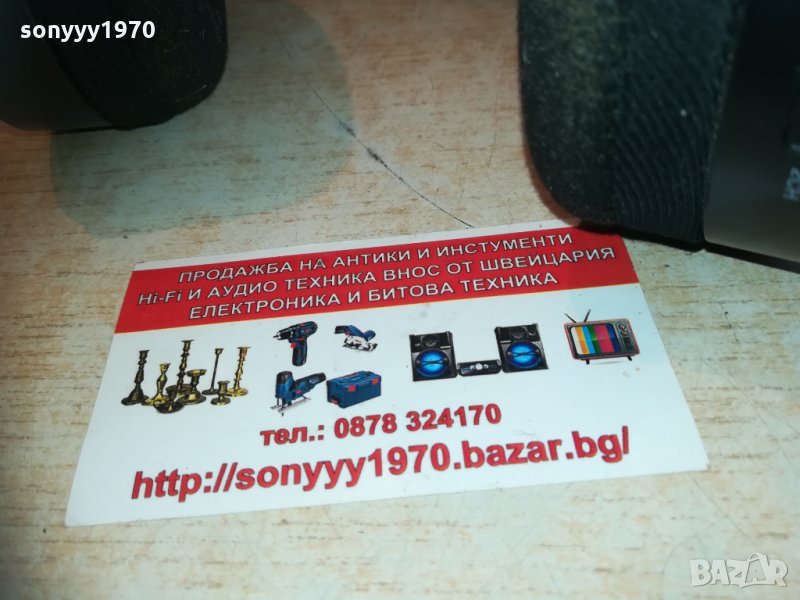 sonyyy1970
ПРОДАЖБА НА АНТИКИ И ИНСТУМЕНТИ
Hi-Fi И АУДИО ТЕХНИКА ВНОС ОТ ШВЕЙЦАРИЯ
ЕЛЕКТРОНИКА И БИТОВА ТЕХНИКА
тел.: 0878 324170
http://sonyyy1970.bazar.bg/
BAZAR